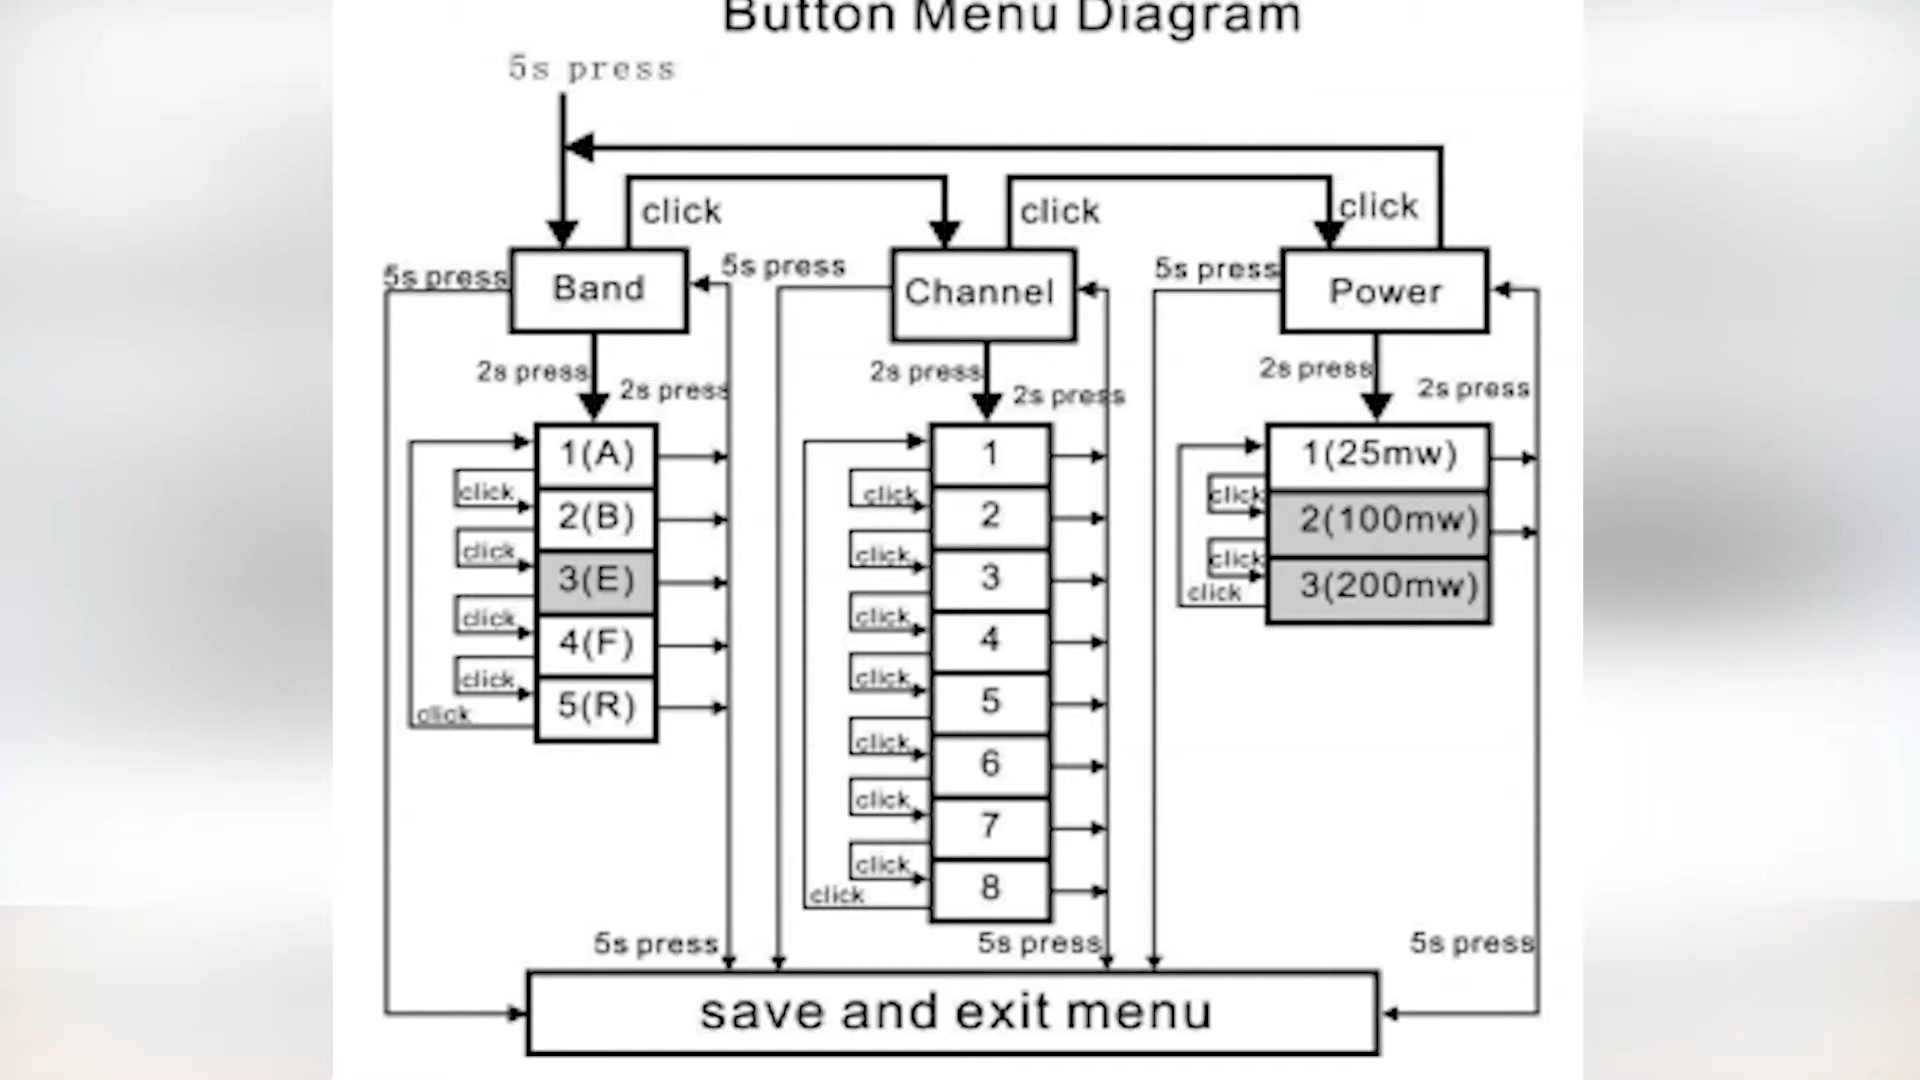 Button Menu Diagram
5s press
click
click
click
5s press
Band
5s press
Channel
5s press
Power
2s press
2s press
2s press
2s press
2s press
2s press
1(A)
click
2(B)
click
3(E)
click
4(F)
click
5(R)
click
1
click
2
click
3
click
4
click
5
click
6
click
7
click
8
click
1(25mw)
click
2(100mw)
click
3(200mw)
click
5s press
5s press
5s press
save and exit menu